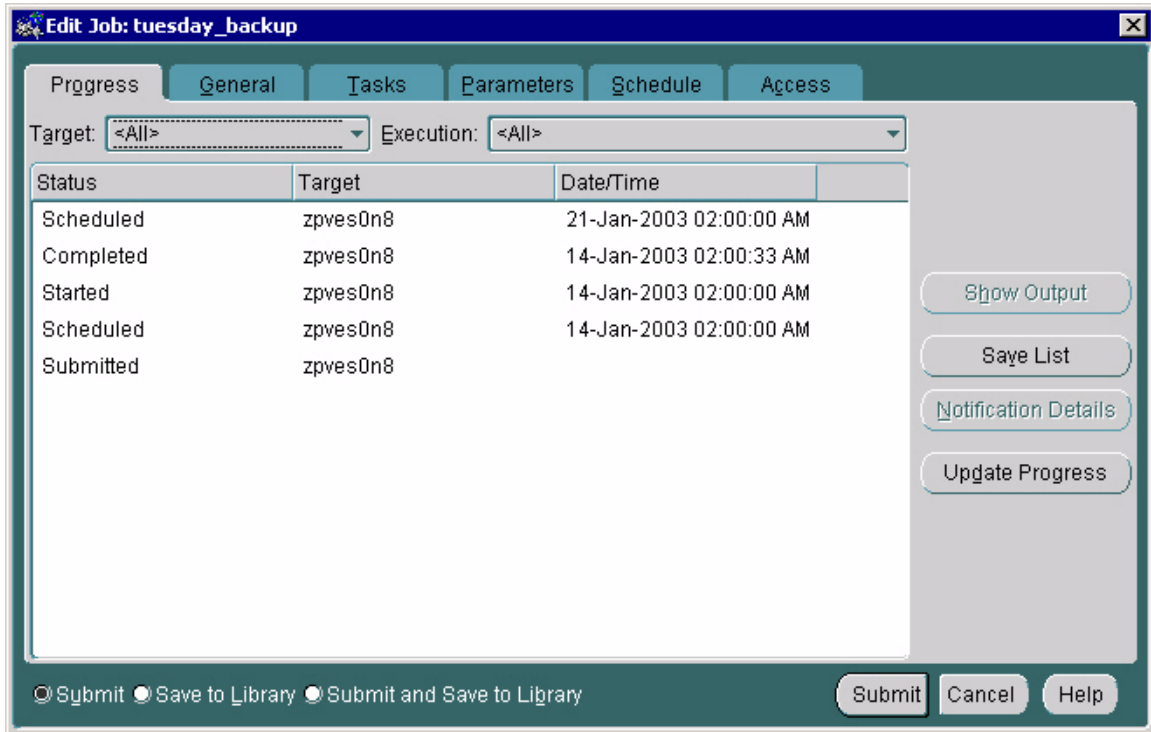 Edit Job: tuesday_backup
Progress General Tasks Parameters Schedule Access
Target: <All> Execution: <All>
Status Target Date/Time
Scheduled zpves0n8 21-Jan-2003 02:00:00 AM
Completed zpves0n8 14-Jan-2003 02:00:33 AM
Started zpves0n8 14-Jan-2003 02:00:00 AM
Scheduled zpves0n8 14-Jan-2003 02:00:00 AM
Submitted zpves0n8
Show Output
Save List
Notification Details
Update Progress
Submit Save to Library Submit and Save to Library Submit Cancel Help